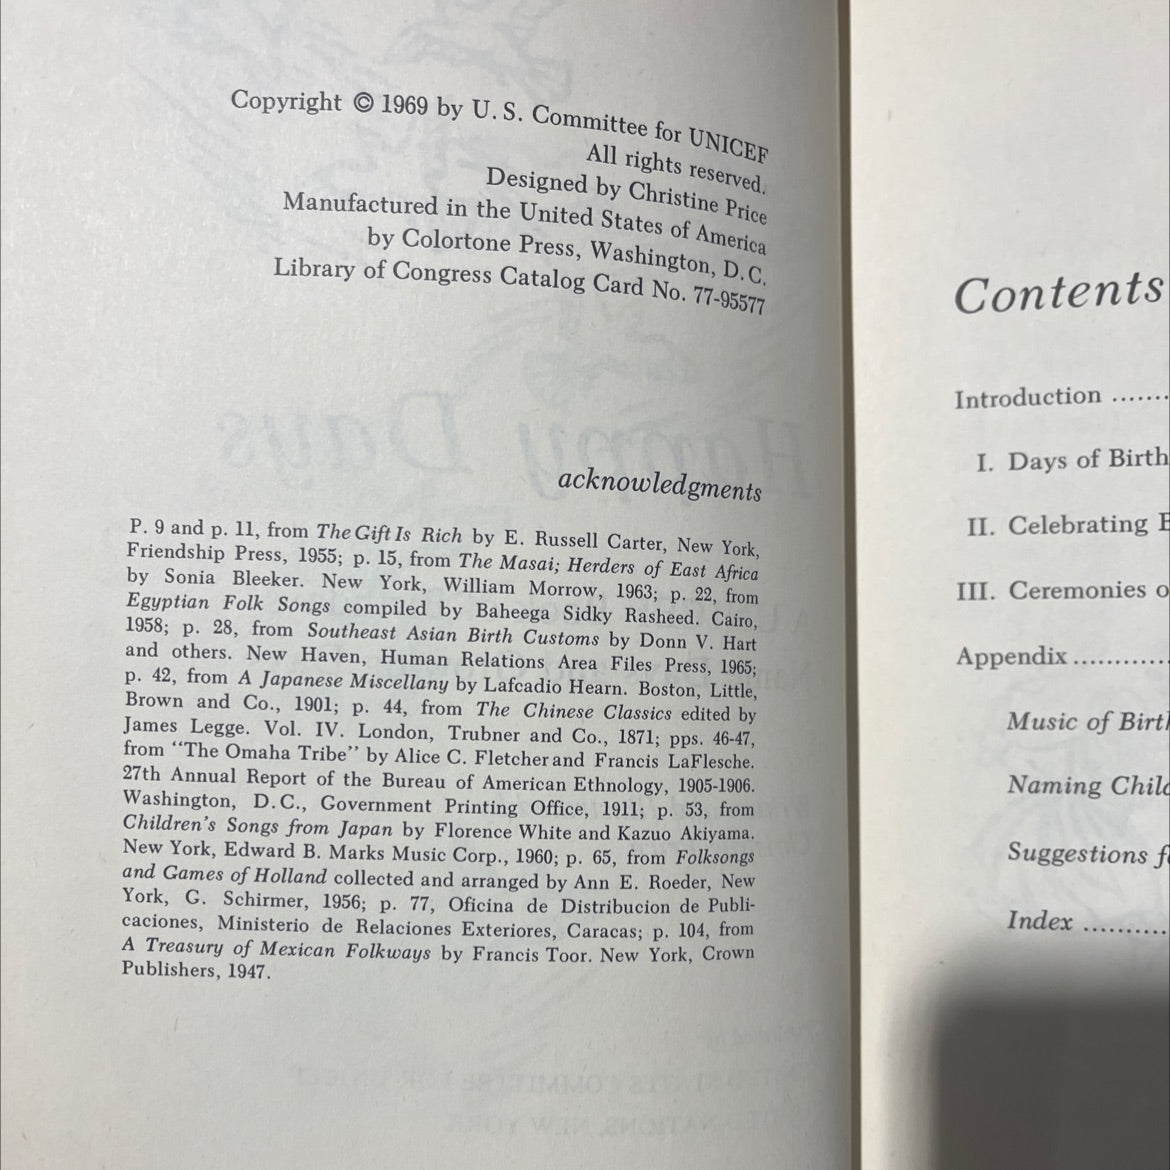 Copyright © 1969 by U. S. Committee for UNICEF
All rights reserved.
Designed by Christine Price
Manufactured in the United States of America
by Colortone Press, Washington, D. C.
Library of Congress Catalog Card No. 77-95577
Happy Days
acknowledgments
P. 9 and p. 11, from The Gift Is Rich by E. Russell Carter, New York,
Friendship Press, 1955; p. 15, from The Masai; Herders of East Africa
by Sonia Bleeker. New York, William Morrow, 1963; p. 22, from
Egyptian Folk Songs compiled by Baheega Sidky Rasheed. Cairo,
1958; p. 28, from Southeast Asian Birth Customs by Donn V. Hart
and others. New Haven, Human Relations Area Files Press, 1965;
p. 42, from A Japanese Miscellany by Lafcadio Hearn. Boston, Little,
Brown and Co., 1901; p. 44, from The Chinese Classics edited by
James Legge. Vol. IV. London, Trubner and Co., 1871; pps. 46-47,
from “The Omaha Tribe” by Alice C. Fletcher and Francis LaFlesche.
27th Annual Report of the Bureau of American Ethnology, 1905-1906.
Washington, D.C., Government Printing Office, 1911; p. 53, from
Children's Songs from Japan by Florence White and Kazuo Akiyama.
New York, Edward B. Marks Music Corp., 1960; p. 65, from Folksongs
and Games of Holland collected and arranged by Ann E. Roeder, New
York, G. Schirmer, 1956; p. 77, Oficina de Distribucion de Publi-
caciones, Ministerio de Relaciones Exteriores, Caracas; p. 104, from
A Treasury of Mexican Folkways by Francis Toor. New York, Crown
Publishers, 1947.
Contents
Introduction .......
I. Days of Birth
II. Celebrating
III. Ceremonies
Appendix ...........
Music of
Naming
Suggestions
Index ..........